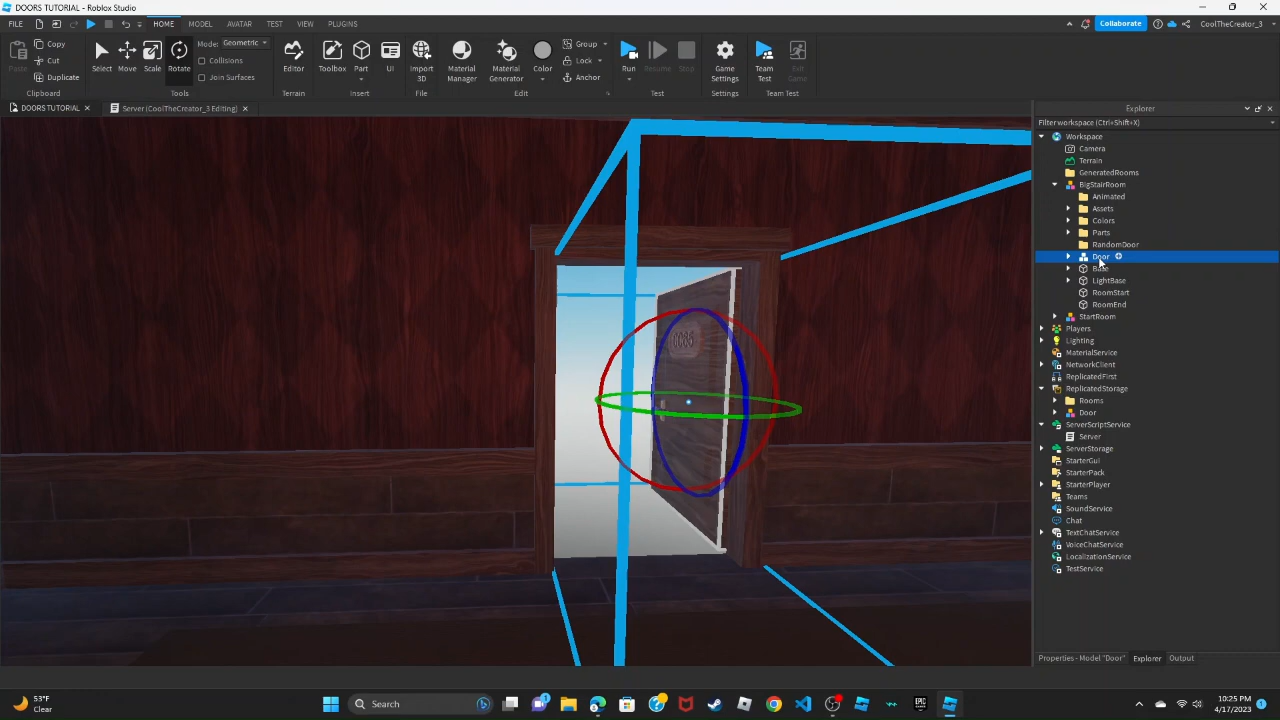 DOORS TUTORIAL - Roblox Studio
FILE HOME MODEL AVATAR TEST VIEW PLUGINS Collaborate CoolTheCreator_3
Paste Copy Cut Duplicate Clipboard
Select Move Scale Rotate Mode: Geometric Collisions Join Surfaces Tools
Editor Terrain
Toolbox Part UI Insert
Import 3D File
Material Manager Material Generator Color Group Lock Anchor Edit
Run Resume Stop Test
Game Settings Settings
Team Test Exit Game Team Test
DOORS TUTORIAL Server (CoolTheCreator_3 Editing)
Explorer
Filter workspace (Ctrl+Shift+X)
Workspace
Camera
Terrain
GeneratedRooms
BigStairRoom
Animated
Assets
Colors
Parts
RandomDoor
Door
Base
LightBase
RoomStart
RoomEnd
StartRoom
Players
Lighting
MaterialService
NetworkClient
ReplicatedFirst
ReplicatedStorage
Rooms
Door
ServerScriptService
Server
ServerStorage
StarterGui
StarterPack
StarterPlayer
Teams
SoundService
Chat
TextChatService
VoiceChatService
LocalizationService
TestService
Properties - Model "Door" Explorer Output
53°F
Clear
Search
10:25 PM
4/17/2023